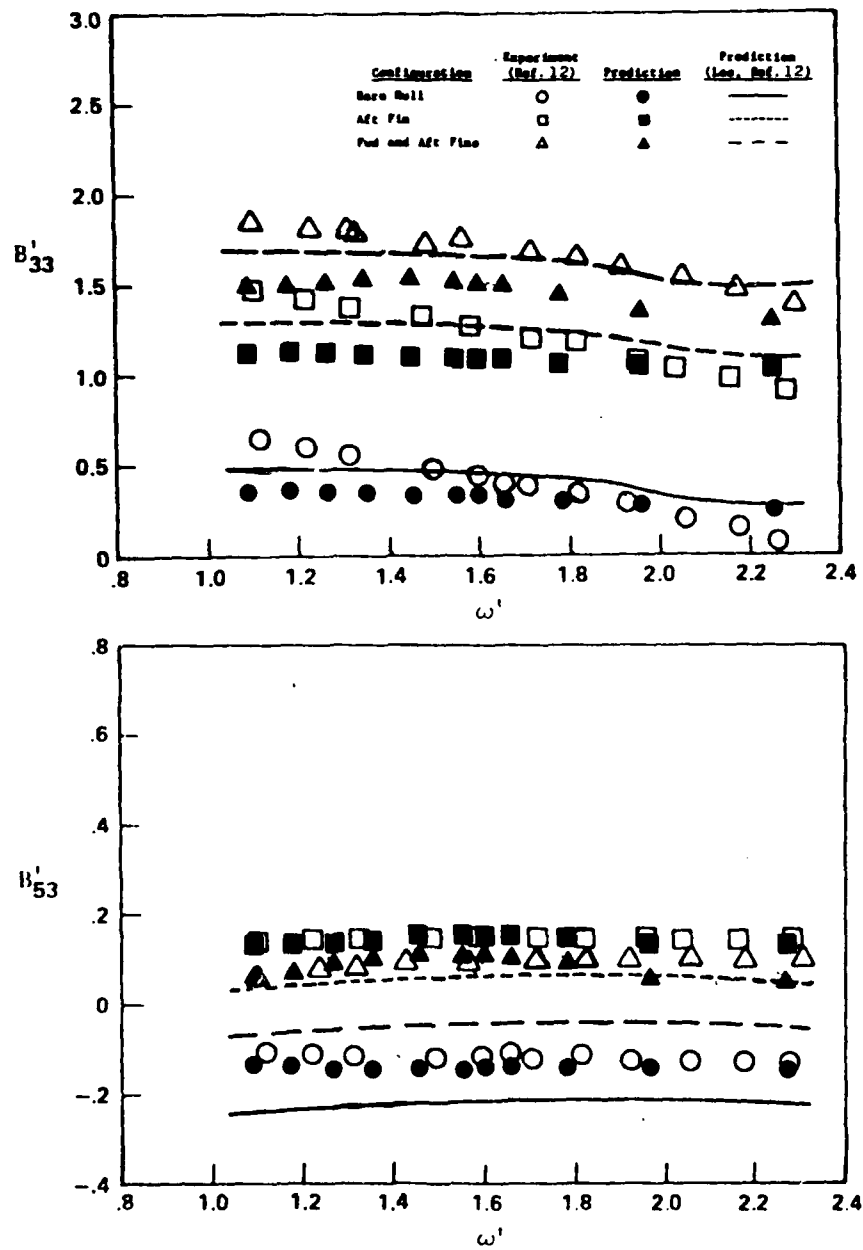 3.0
2.5
2.0
1.5
1.0
0.5
0
B'33
Experiment Prediction
Configuration (Ref. 12) Prediction (Lee, Ref. 12)
Bare Hull
Aft Fin
Fwd and Aft Fins
.8 1.0 1.2 1.4 1.6 1.8 2.0 2.2 2.4
ω'
.8
.6
.4
.2
0
-.2
-.4
B'53
.8 1.0 1.2 1.4 1.6 1.8 2.0 2.2 2.4
ω'